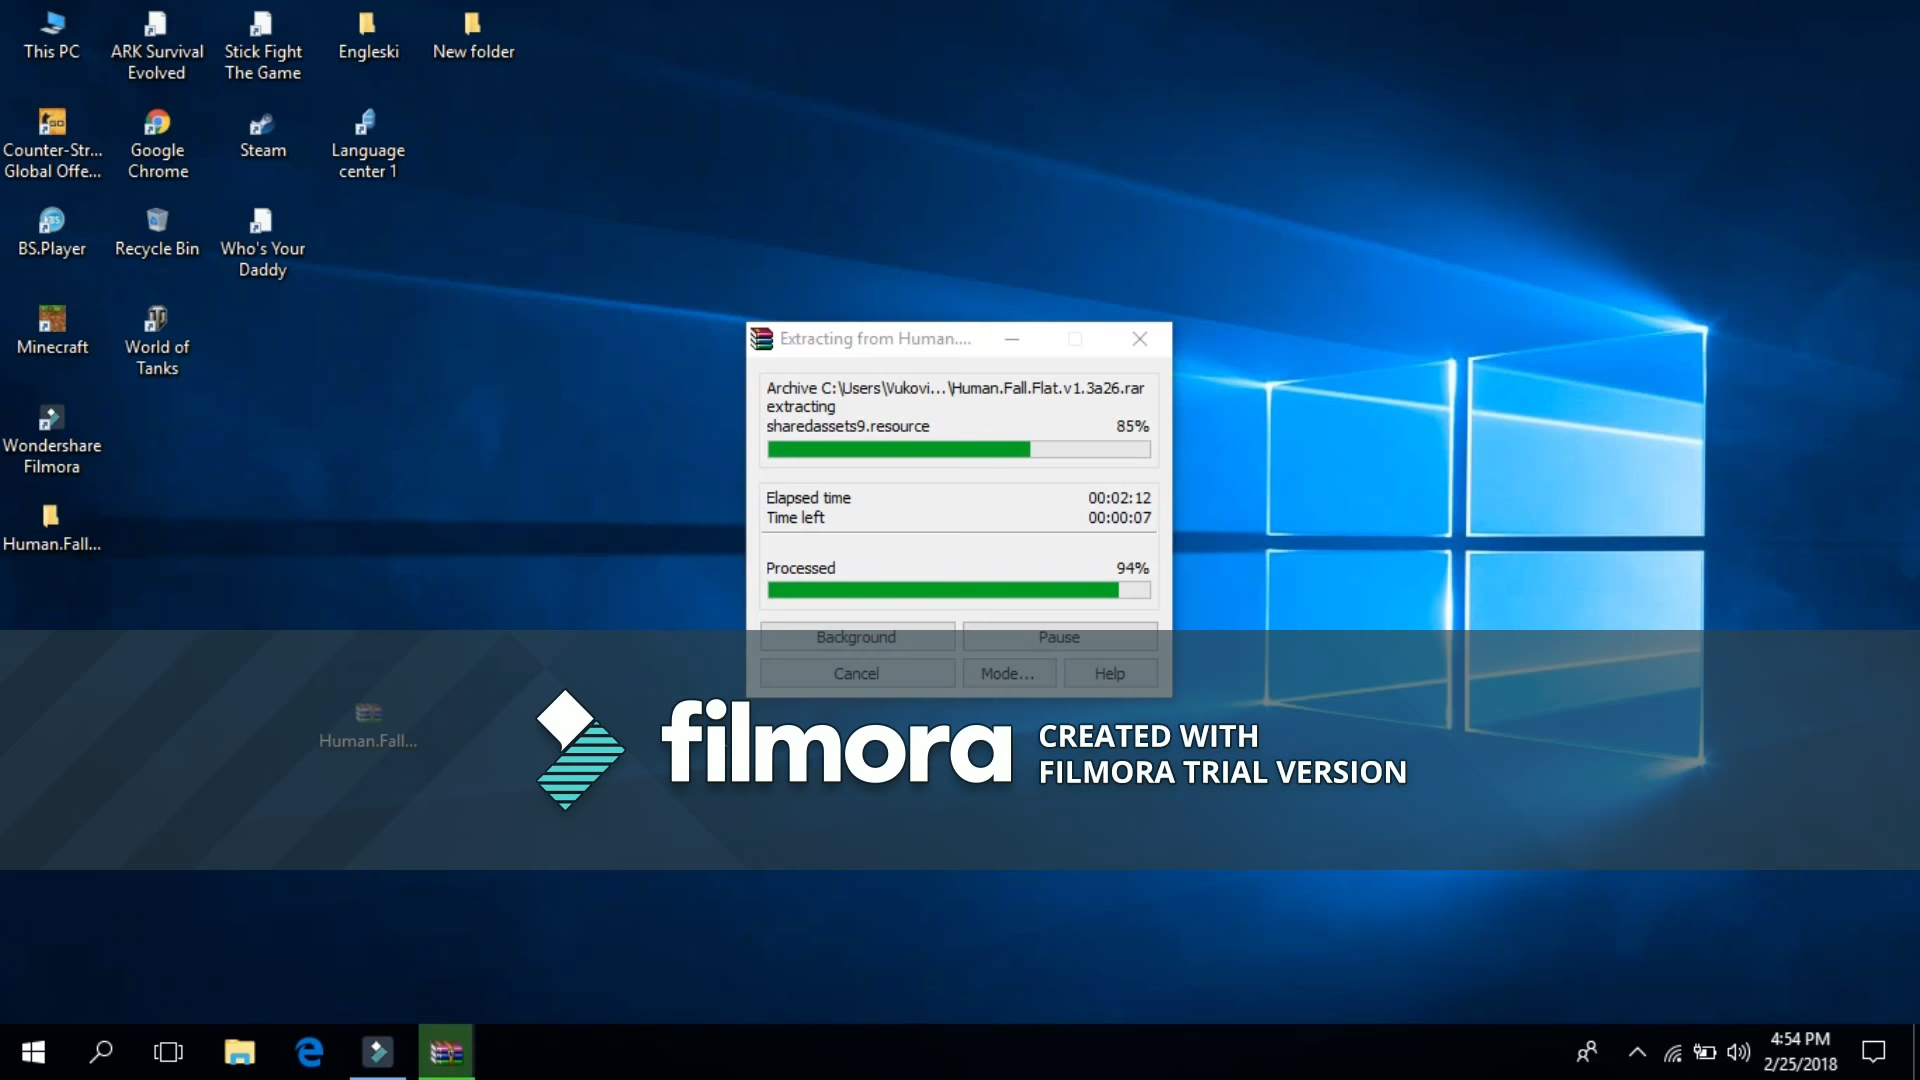 This PC
ARK Survival
Evolved
Stick Fight
The Game
Engleski
New folder
Counter-Str...
Global Offe...
Google
Chrome
Steam
Language
center 1
BS.Player
Recycle Bin
Who's Your
Daddy
Minecraft
World of
Tanks
Wondershare
Filmora
Human.Fall...
Extracting from Human....
Archive C:\Users\Vukovi...\Human.Fall.Flat.v1.3a26.rar
extracting
sharedassets9.resource 85%
Elapsed time 00:02:12
Time left 00:00:07
Processed 94%
Background Pause
Cancel Mode... Help
Human.Fall...
filmora
CREATED WITH
FILMORA TRIAL VERSION
4:54 PM
2/25/2018